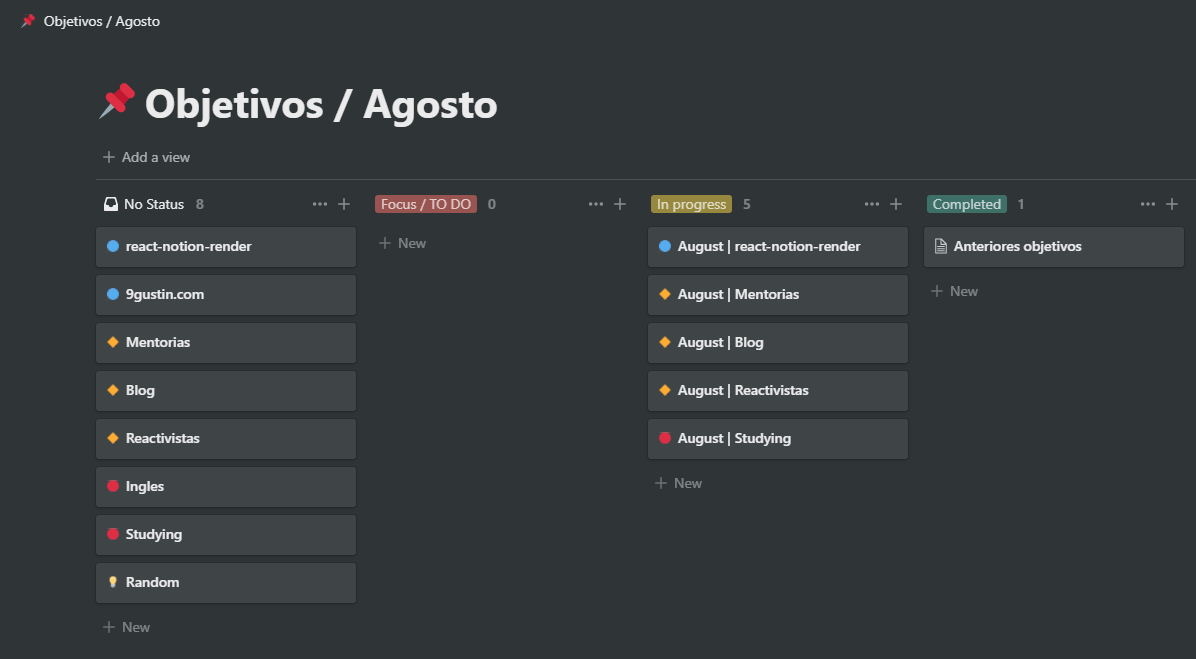 Objetivos / Agosto
Objetivos / Agosto
Add a view
No Status 8
react-notion-render
9gustin.com
Mentorias
Blog
Reactivistas
Ingles
Studying
Random
New
Focus / TO DO 0
New
In progress 5
August | react-notion-render
August | Mentorias
August | Blog
August | Reactivistas
August | Studying
New
Completed 1
Anteriores objetivos
New